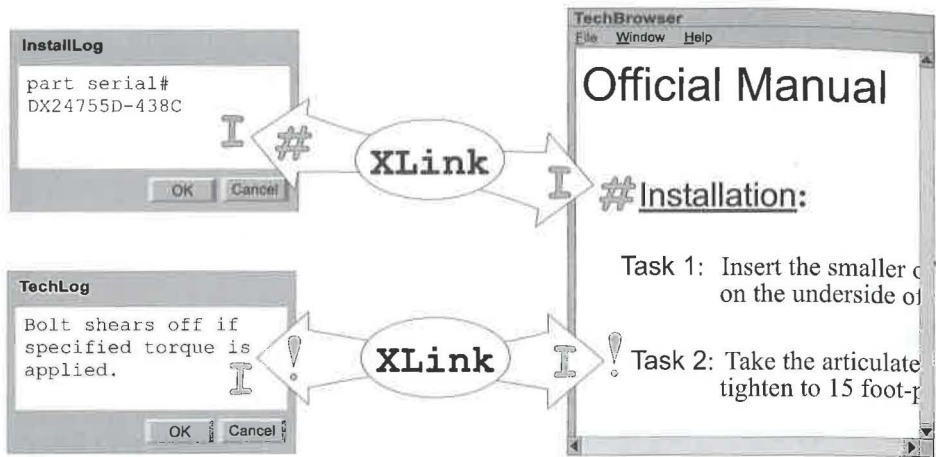 InstallLog
part serial#
DX24755D-438C
I
#
OK Cancel
XLink
I
TechBrowser
File Window Help
Official Manual
# Installation:
Task 1: Insert the smaller
on the underside of
! Task 2: Take the articulate
tighten to 15 foot-p
TechLog
Bolt shears off if
specified torque is
applied.
I
!
OK Cancel
XLink
I